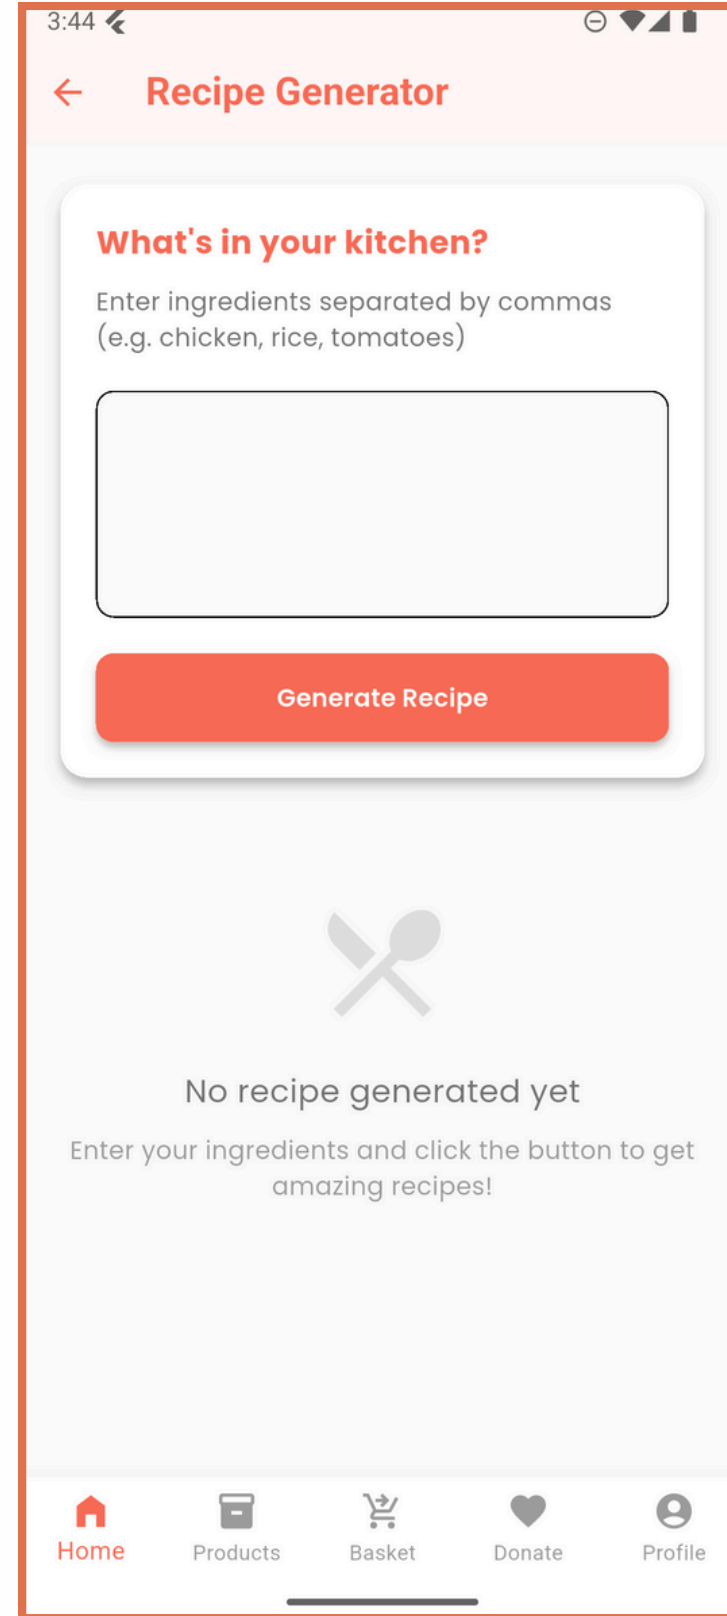 3:44
Recipe Generator
What's in your kitchen?
Enter ingredients separated by commas
(e.g. chicken, rice, tomatoes)
Generate Recipe
No recipe generated yet
Enter your ingredients and click the button to get
amazing recipes!
Home Products Basket Donate Profile